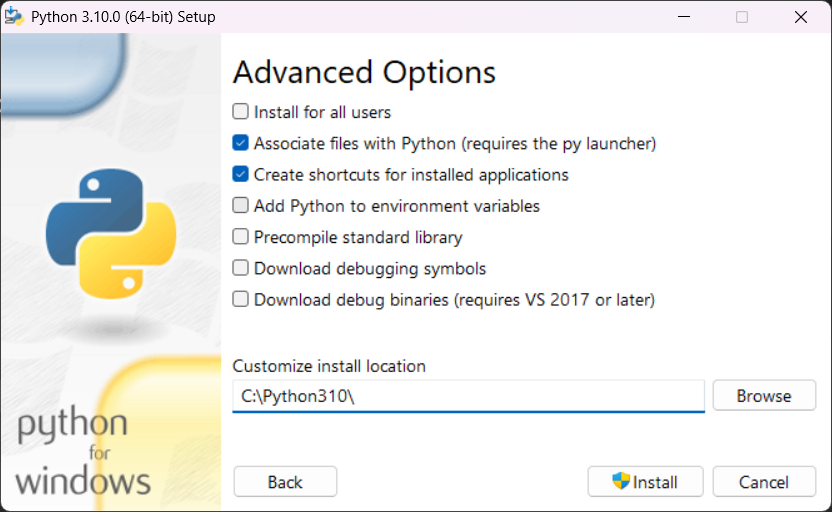 Python 3.10.0 (64-bit) Setup
Advanced Options
Install for all users
Associate files with Python (requires the py launcher)
Create shortcuts for installed applications
Add Python to environment variables
Precompile standard library
Download debugging symbols
Download debug binaries (requires VS 2017 or later)
Customize install location
C:\Python310\
Browse
python
for
windows
Back
Install
Cancel